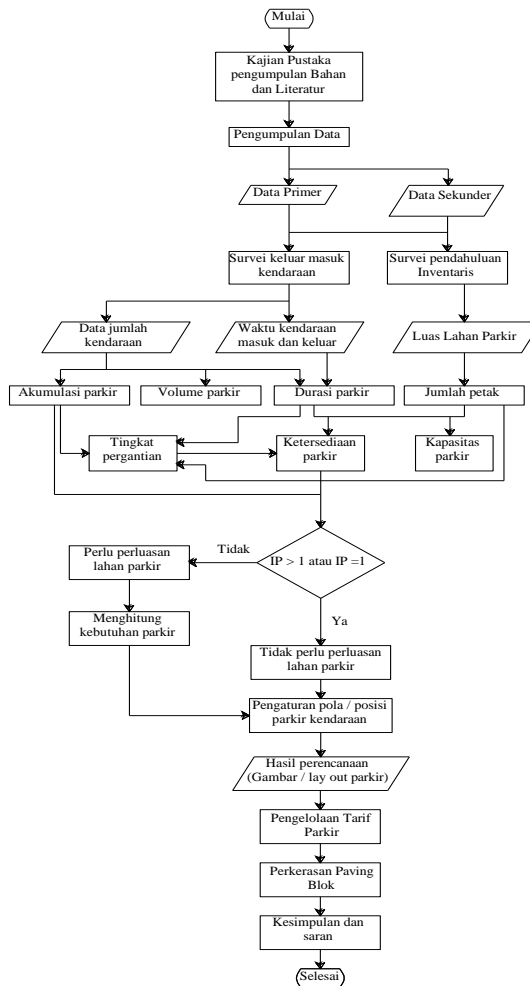 Mulai
Kajian Pustaka
pengumpulan Bahan
dan Literatur
Pengumpulan Data
Data Primer
Data Sekunder
Survei keluar masuk
kendaraan
Survei pendahuluan
Inventaris
Data jumlah
kendaraan
Waktu kendaraan
masuk dan keluar
Luas Lahan Parkir
Akumulasi parkir
Volume parkir
Durasi parkir
Jumlah petak
Tingkat
pergantian
Ketersediaan
parkir
Kapasitas
parkir
IP > 1 atau IP =1
Tidak
Perlu perluasan
lahan parkir
Menghitung
kebutuhan parkir
Ya
Tidak perlu perluasan
lahan parkir
Pengaturan pola / posisi
parkir kendaraan
Hasil perencanaan
(Gambar / lay out parkir)
Pengelolaan Tarif
Parkir
Perkerasan Paving
Blok
Kesimpulan dan
saran
Selesai